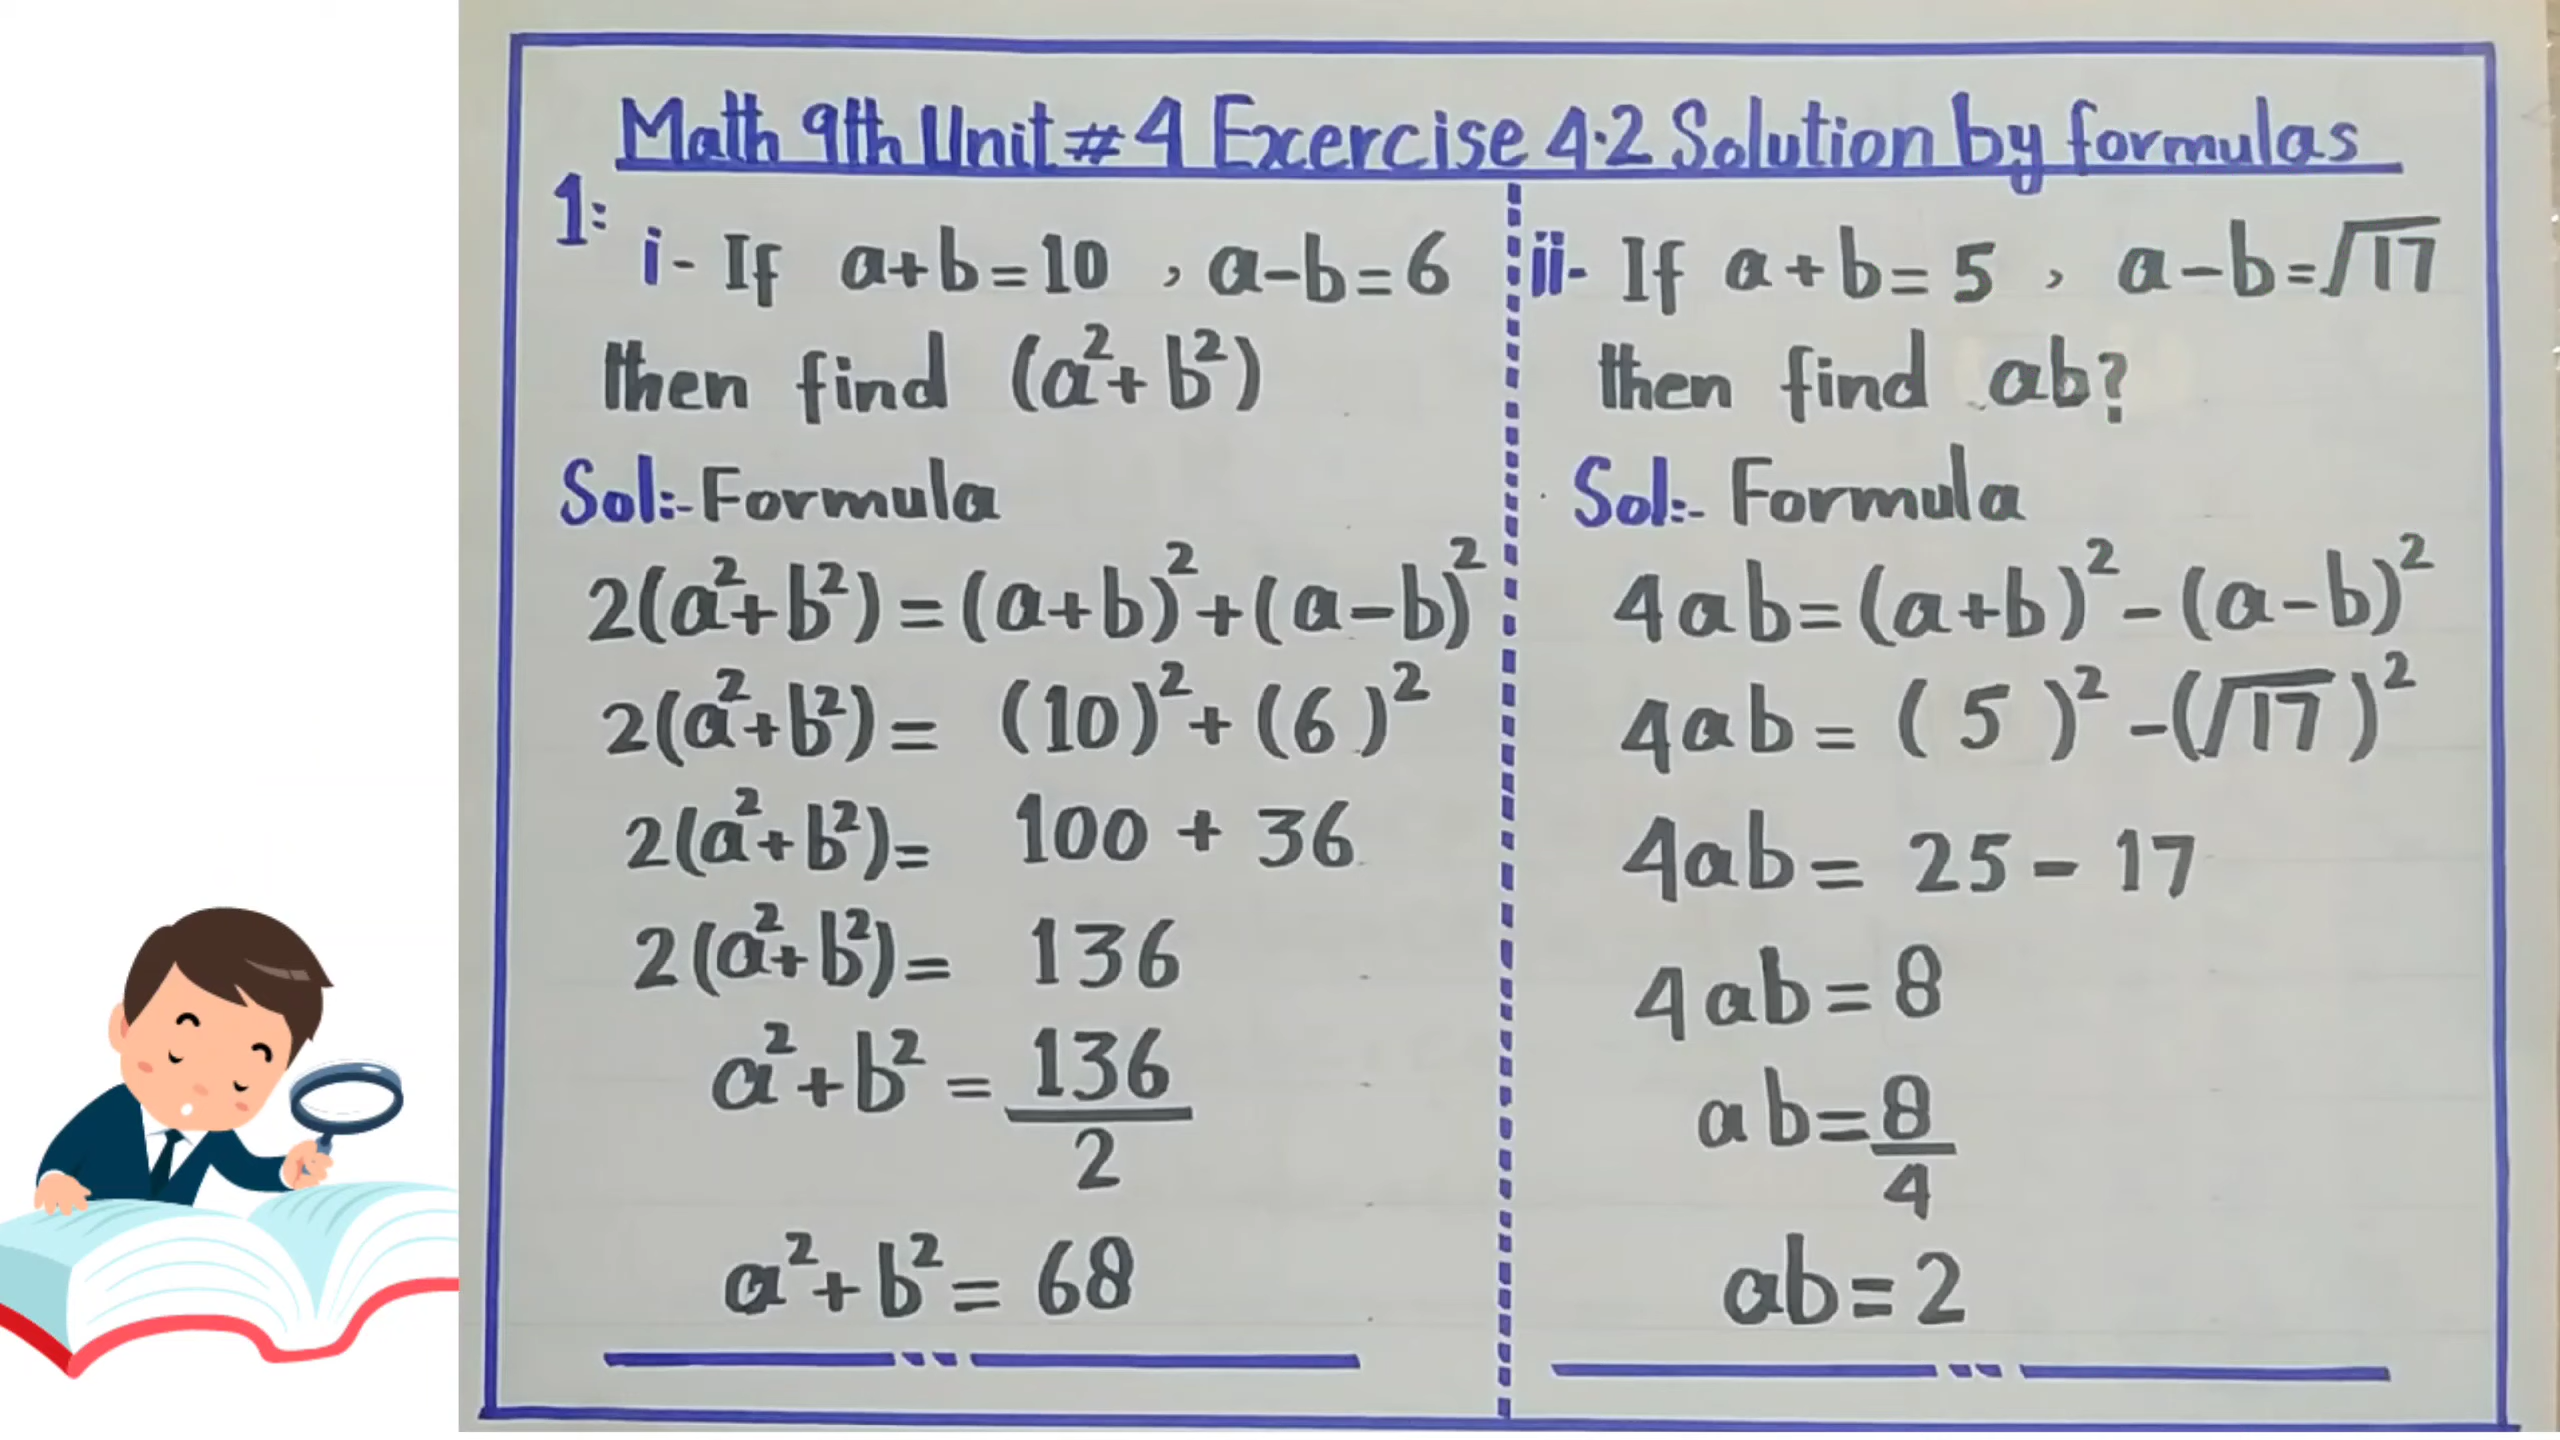 Math 9th Unit # 4 Exercise 4.2 Solution by formulas
1:
i- If a+b=10 , a-b=6
then find (a²+b²)
Sol:- Formula
2(a²+b²)=(a+b)²+(a-b)²
2(a²+b²)= (10)²+(6)²
2(a²+b²)= 100 + 36
2(a²+b²)= 136
a²+b² = 136
2
a²+b² = 68
ii- If a+b=5 , a-b=√17
then find ab?
Sol:- Formula
4ab=(a+b)²-(a-b)²
4ab=(5)²-(√17)²
4ab= 25-17
4ab=8
ab=8
4
ab=2